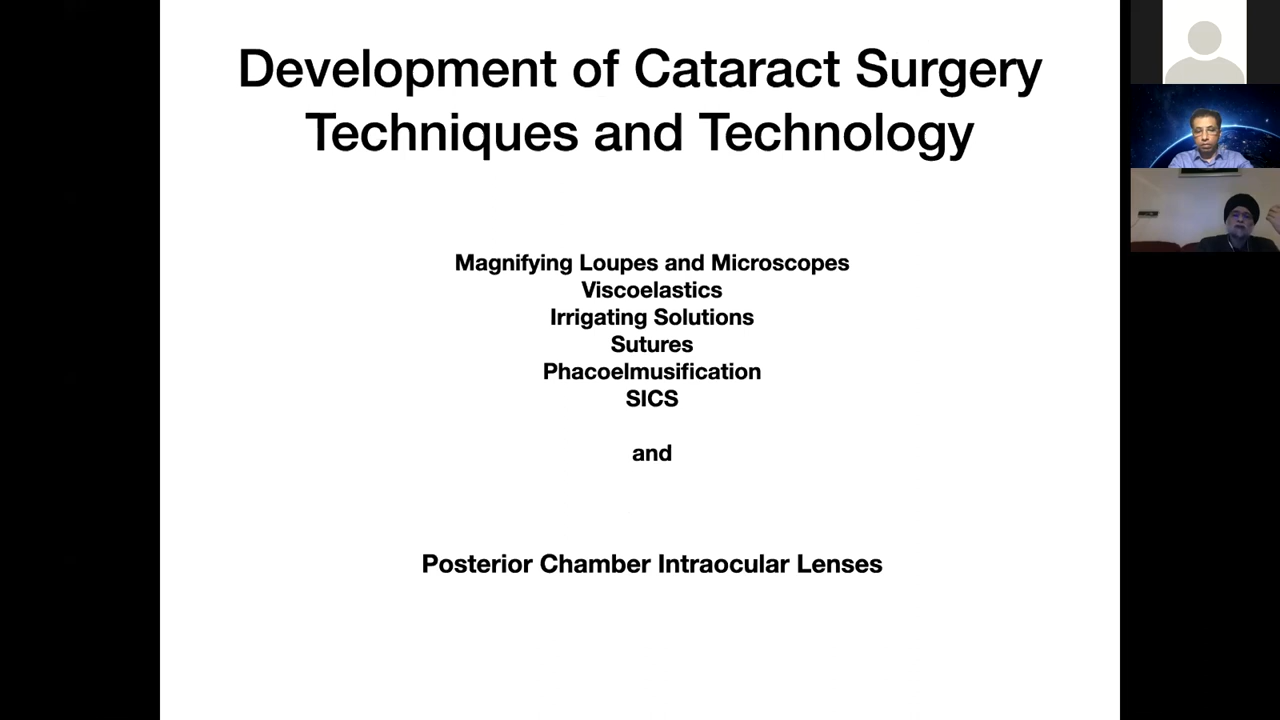 Development of Cataract Surgery
Techniques and Technology
Magnifying Loupes and Microscopes
Viscoelastics
Irrigating Solutions
Sutures
Phacoelmusification
SICS
and
Posterior Chamber Intraocular Lenses